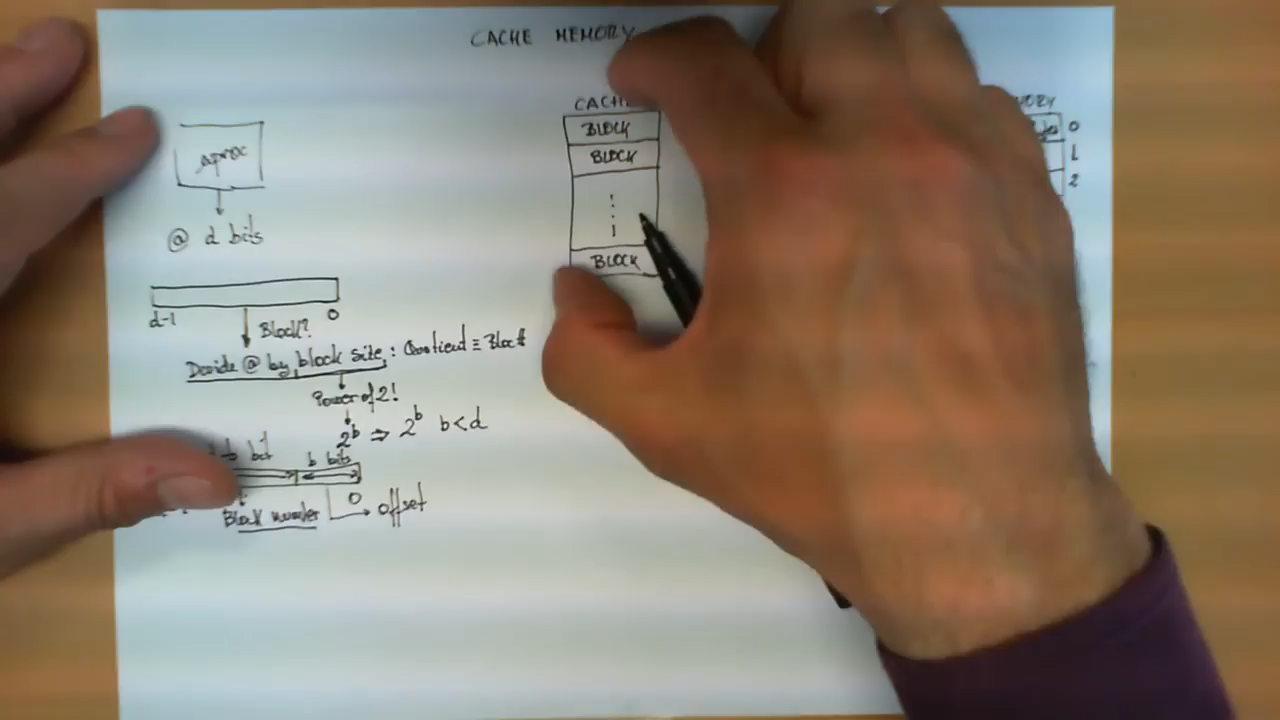 CACHE MEMORY
μproc
@ d bits
d-1 0
Block?
Devide @ by block size: Quotient ≡ Block
Power of 2!
2^b ⇒ 2^b b<d
b bits
0
Block number offset
CACHE
BLOCK
BLOCK
BLOCK
0
1
2